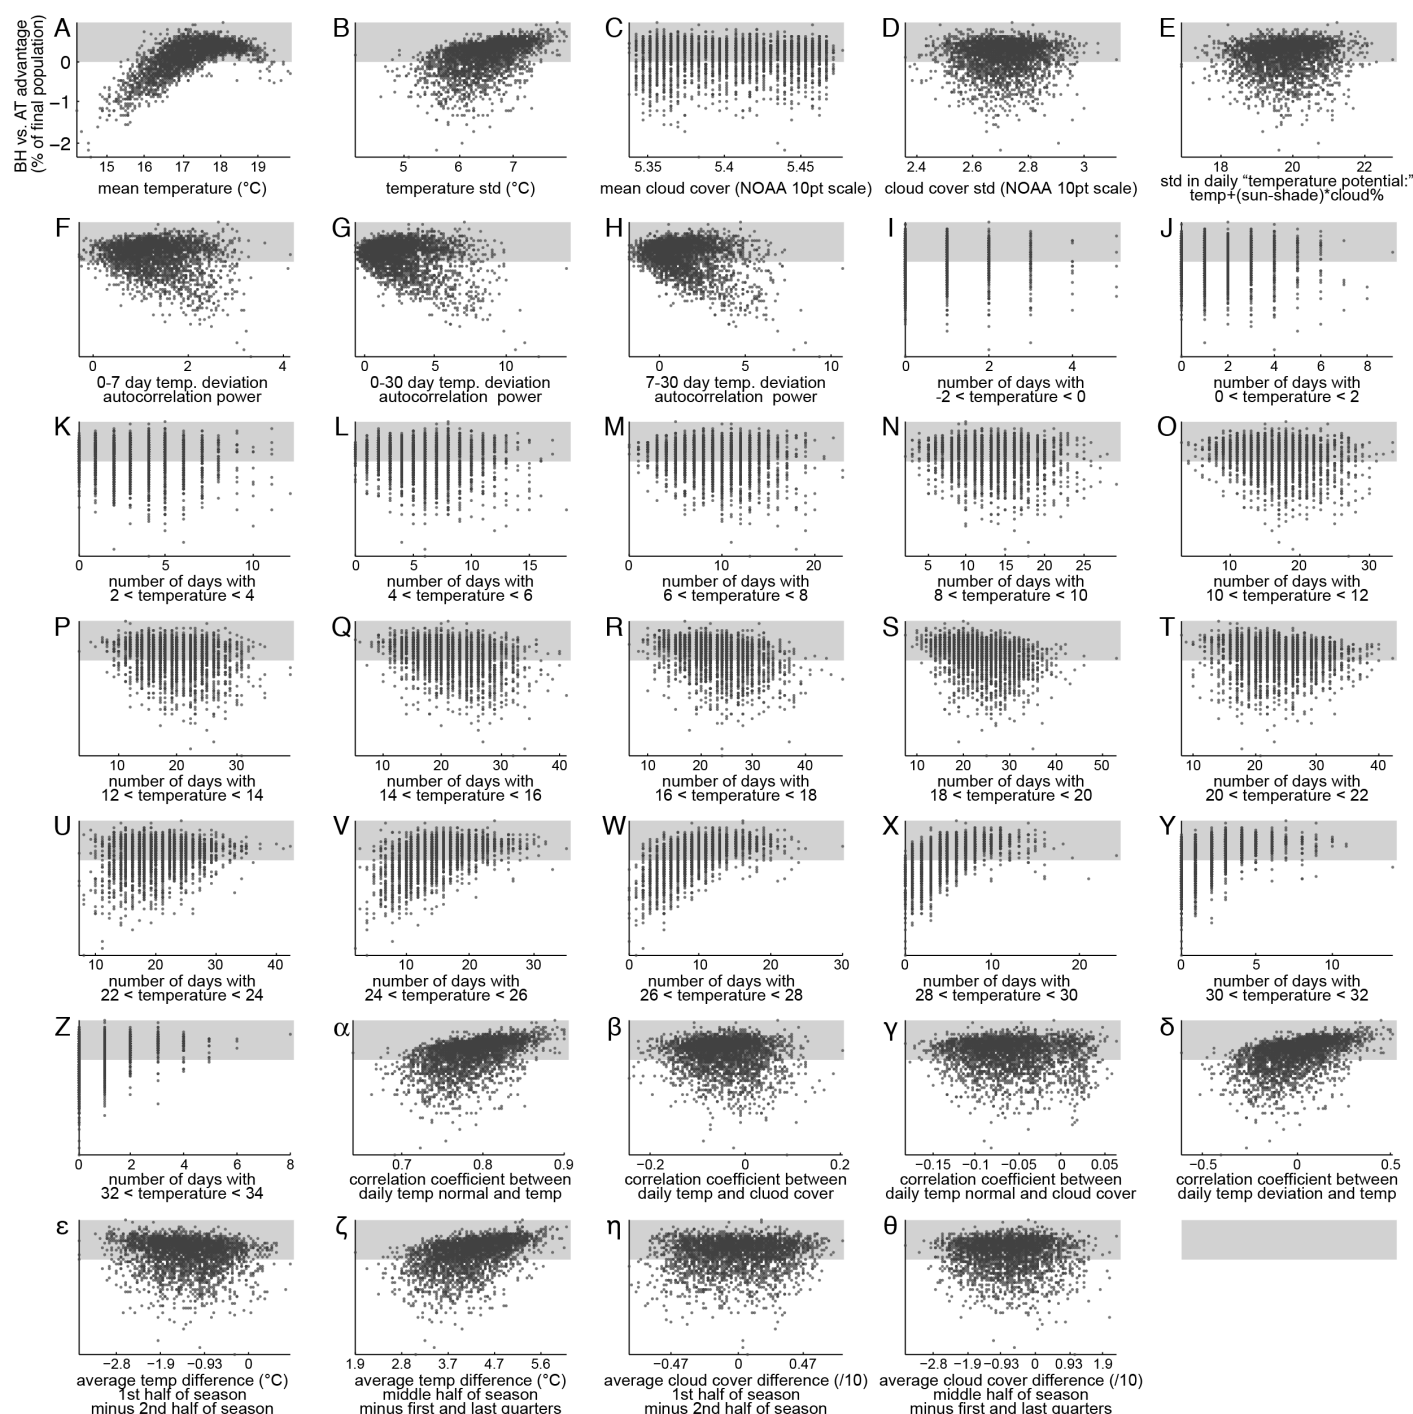 A
B
C
D
E
BH vs. AT advantage
(% of final population)
0
−1
−2
15 16 17 18 19
mean temperature (°C)
5 6 7
temperature std (°C)
5.35 5.4 5.45
mean cloud cover (NOAA 10pt scale)
2.4 2.6 2.8 3
cloud cover std (NOAA 10pt scale)
18 20 22
std in daily “temperature potential:”
temp+(sun-shade)*cloud%
F
G
H
I
J
0 2 4
0-7 day temp. deviation
autocorrelation power
0 5 10
0-30 day temp. deviation
autocorrelation power
0 5 10
7-30 day temp. deviation
autocorrelation power
0 2 4
number of days with
-2 < temperature < 0
0 2 4 6 8
number of days with
0 < temperature < 2
K
L
M
N
O
0 5 10
number of days with
2 < temperature < 4
0 5 10 15
number of days with
4 < temperature < 6
0 10 20
number of days with
6 < temperature < 8
5 10 15 20 25
number of days with
8 < temperature < 10
10 20 30
number of days with
10 < temperature < 12
P
Q
R
S
T
10 20 30
number of days with
12 < temperature < 14
10 20 30 40
number of days with
14 < temperature < 16
10 20 30 40
number of days with
16 < temperature < 18
10 20 30 40 50
number of days with
18 < temperature < 20
10 20 30 40
number of days with
20 < temperature < 22
U
V
W
X
Y
10 20 30 40
number of days with
22 < temperature < 24
10 20 30
number of days with
24 < temperature < 26
0 10 20 30
number of days with
26 < temperature < 28
0 10 20
number of days with
28 < temperature < 30
0 5 10
number of days with
30 < temperature < 32
Z
α
β
γ
δ
0 2 4 6 8
number of days with
32 < temperature < 34
0.7 0.8 0.9
correlation coefficient between
daily temp normal and temp
−0.2 0 0.2
correlation coefficient between
daily temp and cluod cover
−0.15 −0.1 −0.05 0 0.05
correlation coefficient between
daily temp normal and cloud cover
−0.5 0 0.5
correlation coefficient between
daily temp deviation and temp
ε
ζ
η
θ
−2.8 −1.9 −0.93 0
average temp difference (°C)
1st half of season
minus 2nd half of season
1.9 2.8 3.7 4.7 5.6
average temp difference (°C)
middle half of season
minus first and last quarters
−0.47 0 0.47
average cloud cover difference (/10)
1st half of season
minus 2nd half of season
−2.8 −1.9 −0.93 0 0.93 1.9
average cloud cover difference (/10)
middle half of season
minus first and last quarters